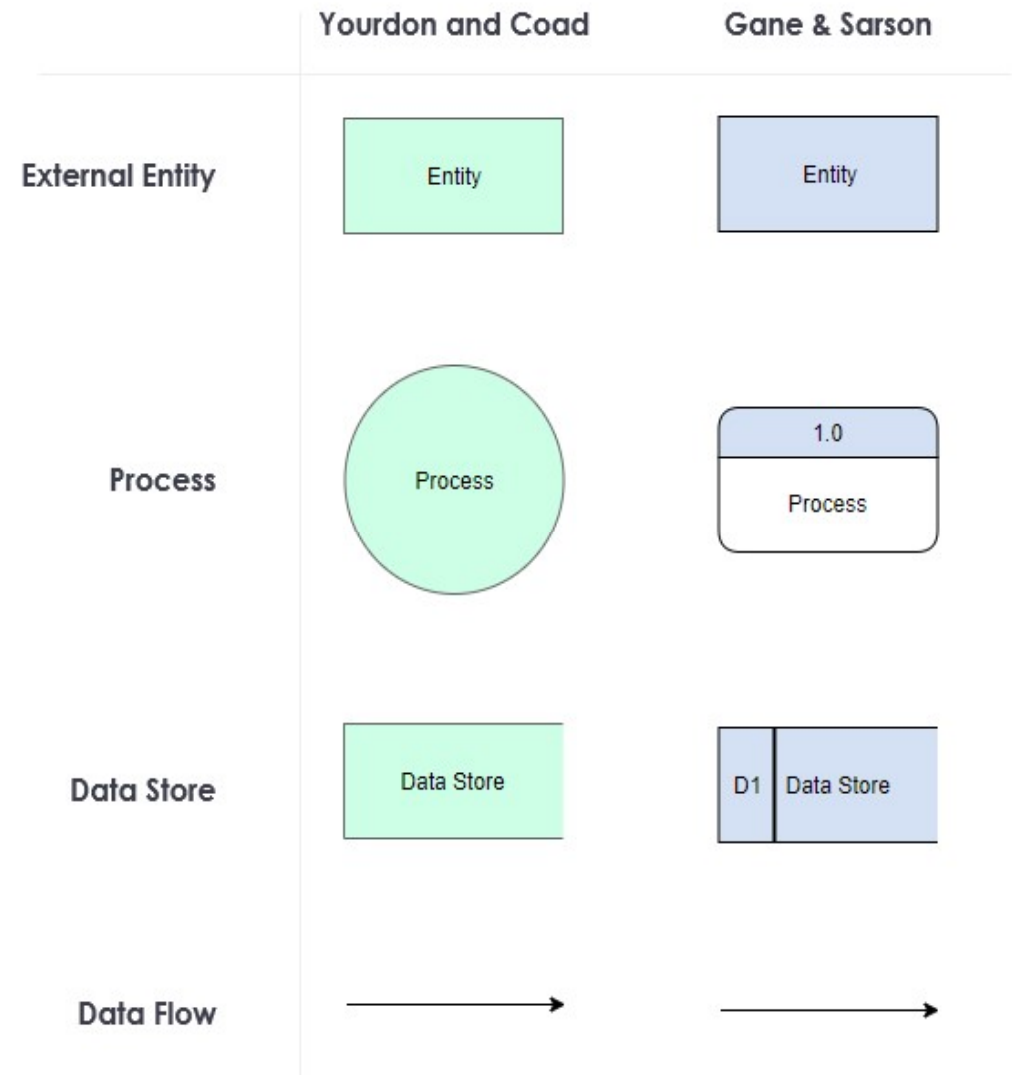 Yourdon and Coad
Gane & Sarson
External Entity
Entity
Entity
Process
Process
1.0
Process
Data Store
Data Store
D1
Data Store
Data Flow